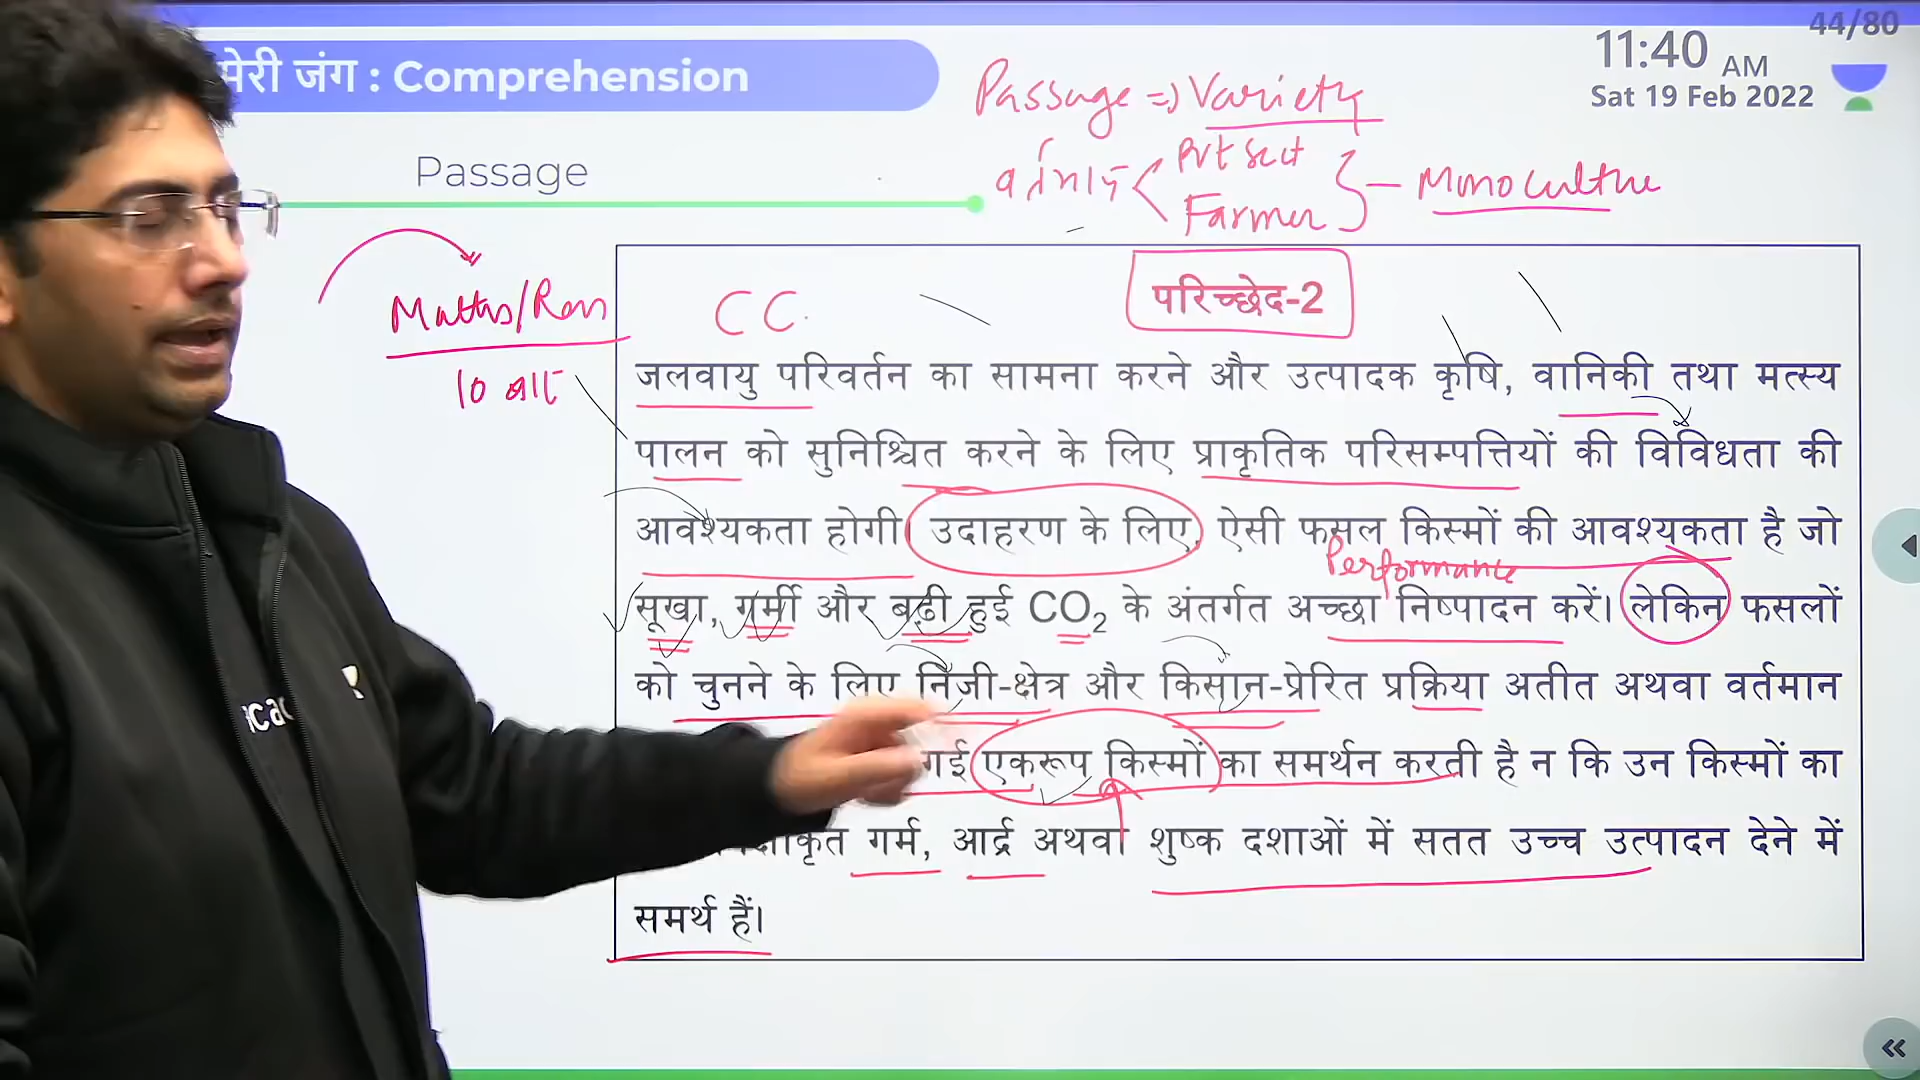 44/80
मेरी जंग : Comprehension
11:40 AM
Sat 19 Feb 2022
Passage => Variety
Pvt Sect
Farmer
Monoculture
Passage
Maths/Reas
10
CC
परिच्छेद-2
जलवायु परिवर्तन का सामना करने और उत्पादक कृषि, वानिकी तथा मत्स्य
पालन को सुनिश्चित करने के लिए प्राकृतिक परिसम्पत्तियों की विविधता की
आवश्यकता होगी उदाहरण के लिए, ऐसी फसल किस्मों की आवश्यकता है जो
Performance
सूखा, गर्मी और बढ़ी हुई CO₂ के अंतर्गत अच्छा निष्पादन करें। लेकिन फसलों
को चुनने के लिए निजी-क्षेत्र और किसान-प्रेरित प्रक्रिया अतीत अथवा वर्तमान
गई एकरूप किस्मों का समर्थन करती है न कि उन किस्मों का
गर्म, आर्द्र अथवा शुष्क दशाओं में सतत उच्च उत्पादन देने में
समर्थ हैं।